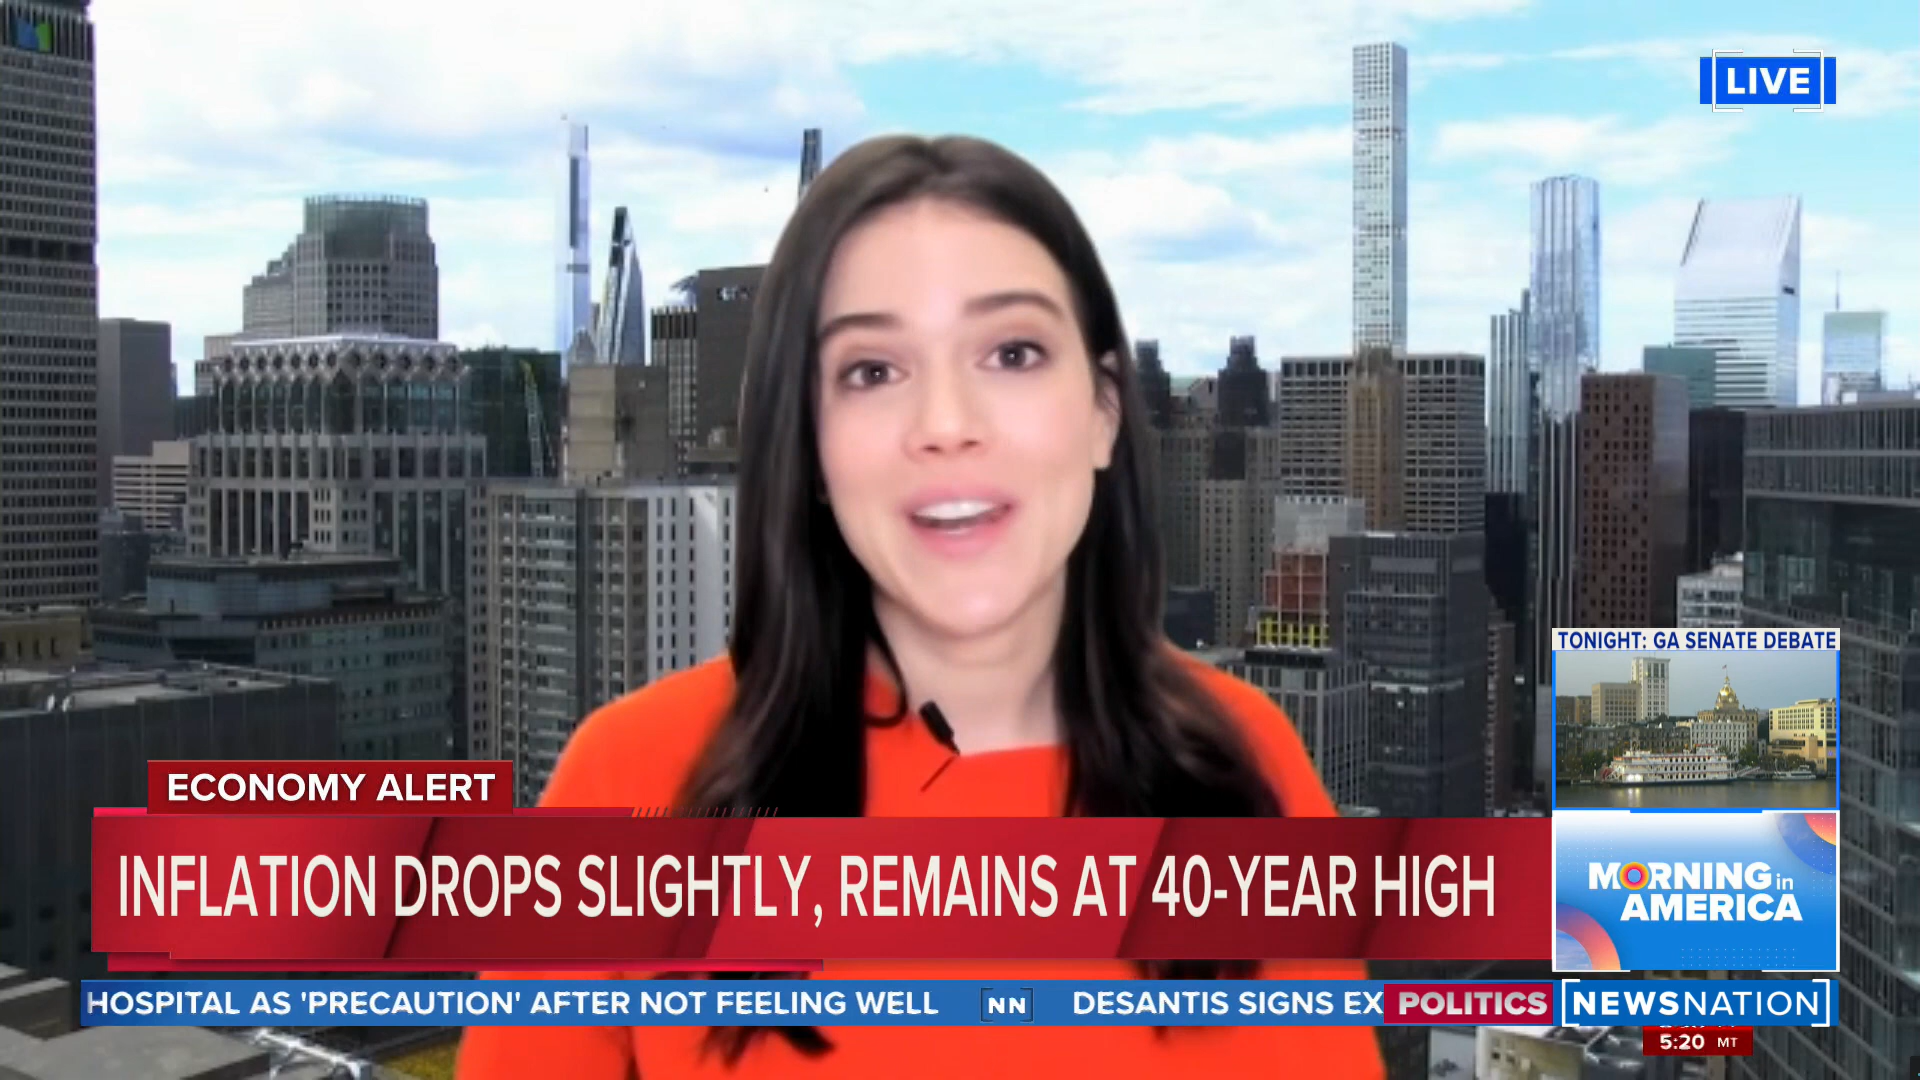 LIVE
TONIGHT: GA SENATE DEBATE
ECONOMY ALERT
INFLATION DROPS SLIGHTLY, REMAINS AT 40-YEAR HIGH
MORNING in
AMERICA
HOSPITAL AS 'PRECAUTION' AFTER NOT FEELING WELL NN DESANTIS SIGNS EX POLITICS NEWSNATION
5:20 MT